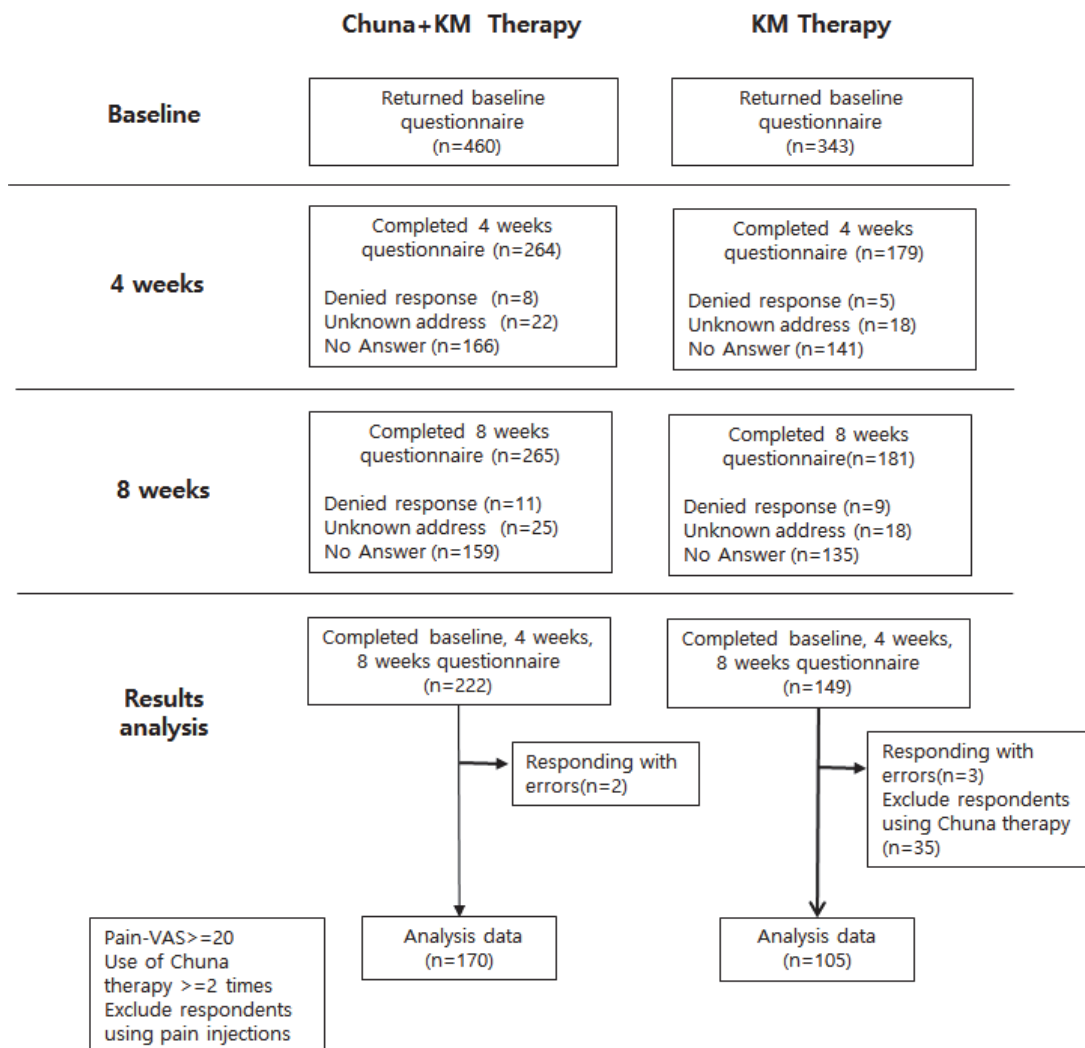 Chuna+KM Therapy
KM Therapy
Baseline
Returned baseline
questionnaire
(n=460)
Returned baseline
questionnaire
(n=343)
4 weeks
Completed 4 weeks
questionnaire (n=264)
Denied response (n=8)
Unknown address (n=22)
No Answer (n=166)
Completed 4 weeks
questionnaire (n=179)
Denied response (n=5)
Unknown address (n=18)
No Answer (n=141)
8 weeks
Completed 8 weeks
questionnaire (n=265)
Denied response (n=11)
Unknown address (n=25)
No Answer (n=159)
Completed 8 weeks
questionnaire(n=181)
Denied response (n=9)
Unknown address (n=18)
No Answer (n=135)
Results
analysis
Completed baseline, 4 weeks,
8 weeks questionnaire
(n=222)
Completed baseline, 4 weeks,
8 weeks questionnaire
(n=149)
Responding with
errors(n=2)
Responding with
errors(n=3)
Exclude respondents
using Chuna therapy
(n=35)
Pain-VAS>=20
Use of Chuna
therapy >=2 times
Exclude respondents
using pain injections
Analysis data
(n=170)
Analysis data
(n=105)